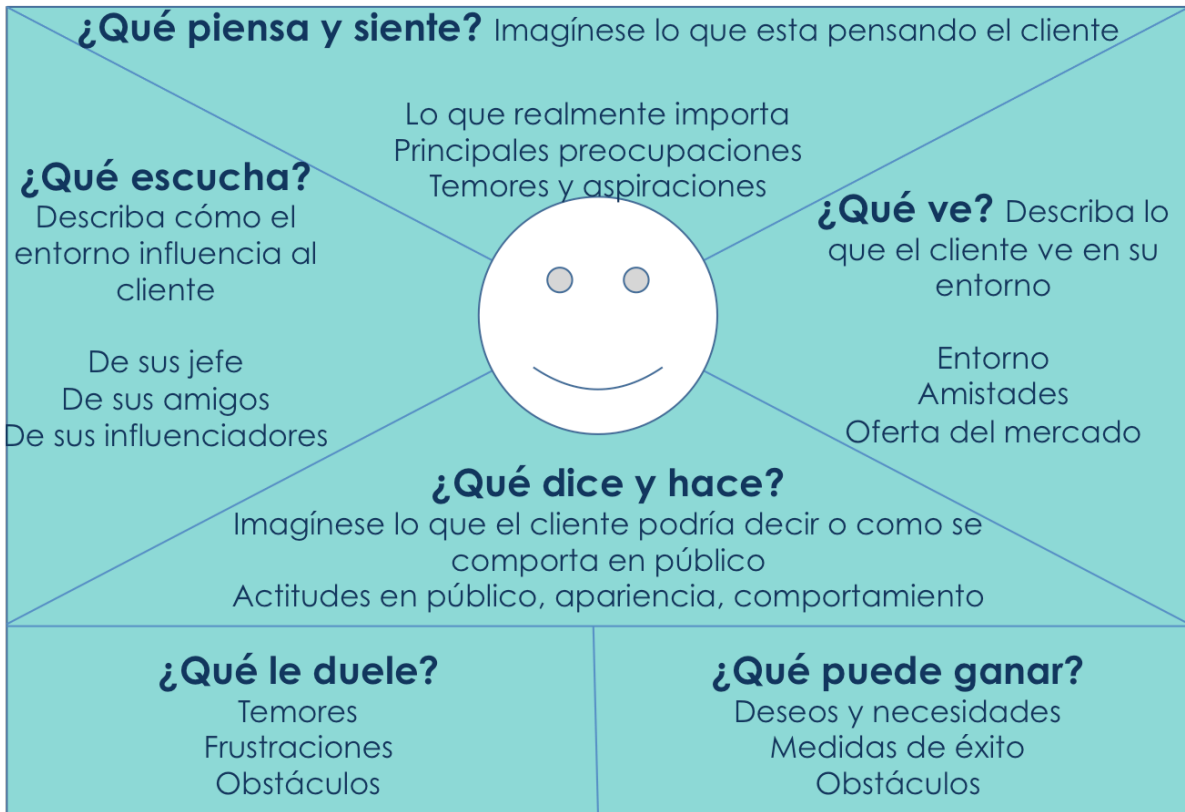 ¿Qué piensa y siente? Imagínese lo que esta pensando el cliente
Lo que realmente importa
Principales preocupaciones
Temores y aspiraciones
¿Qué escucha?
Describa cómo el
entorno influencia al
cliente
De sus jefe
De sus amigos
De sus influenciadores
¿Qué ve? Describa lo
que el cliente ve en su
entorno
Entorno
Amistades
Oferta del mercado
¿Qué dice y hace?
Imagínese lo que el cliente podría decir o como se
comporta en público
Actitudes en público, apariencia, comportamiento
¿Qué le duele?
Temores
Frustraciones
Obstáculos
¿Qué puede ganar?
Deseos y necesidades
Medidas de éxito
Obstáculos